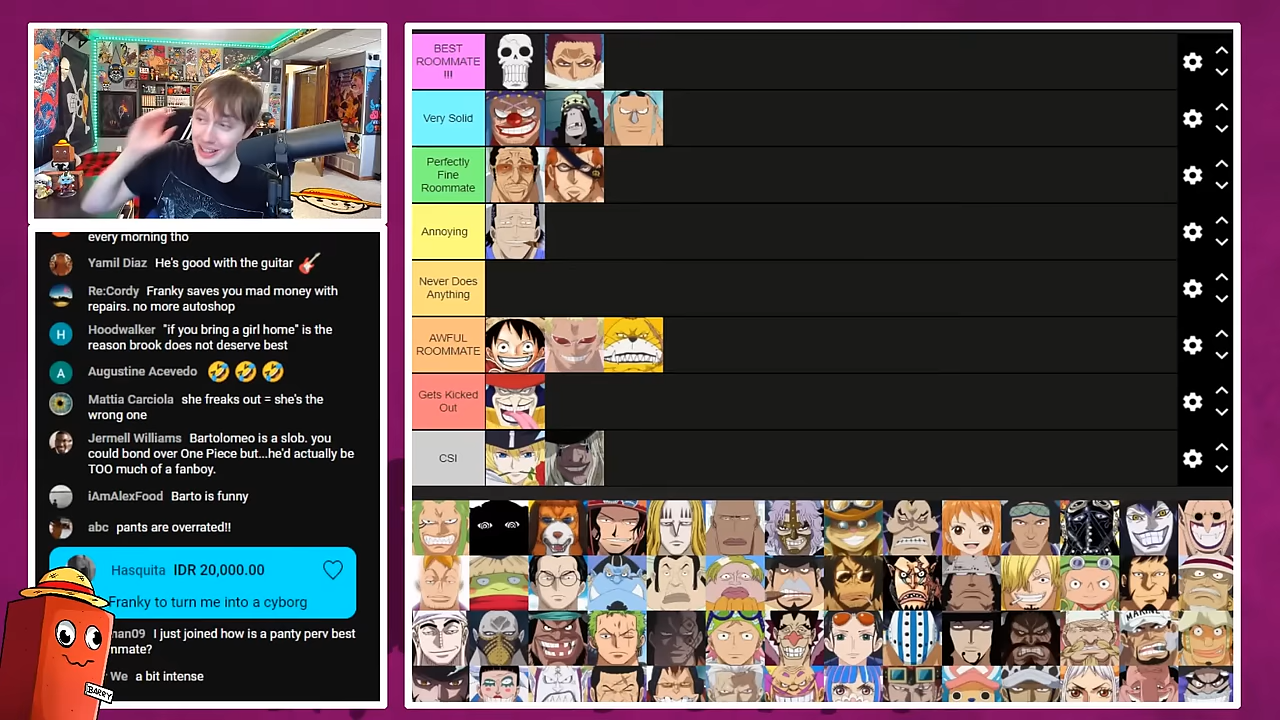 every morning tho
Yamil Diaz He's good with the guitar
Re:Cordy Franky saves you mad money with
repairs. no more autoshop
H
Hoodwalker "if you bring a girl home" is the
reason brook does not deserve best
A
Augustine Acevedo
Mattia Carciola she freaks out = she's the
wrong one
Jermell Williams Bartolomeo is a slob. you
could bond over One Piece but...he'd actually be
TOO much of a fanboy.
iAmAlexFood Barto is funny
abc pants are overrated!!
Hasquita IDR 20,000.00
Franky to turn me into a cyborg
man09 I just joined how is a panty perv best
nmate?
We a bit intense
BARRY
BEST
ROOMMATE
!!!
Very Solid
Perfectly
Fine
Roommate
Annoying
Never Does
Anything
AWFUL
ROOMMATE
Gets Kicked
Out
CSI
MARINE